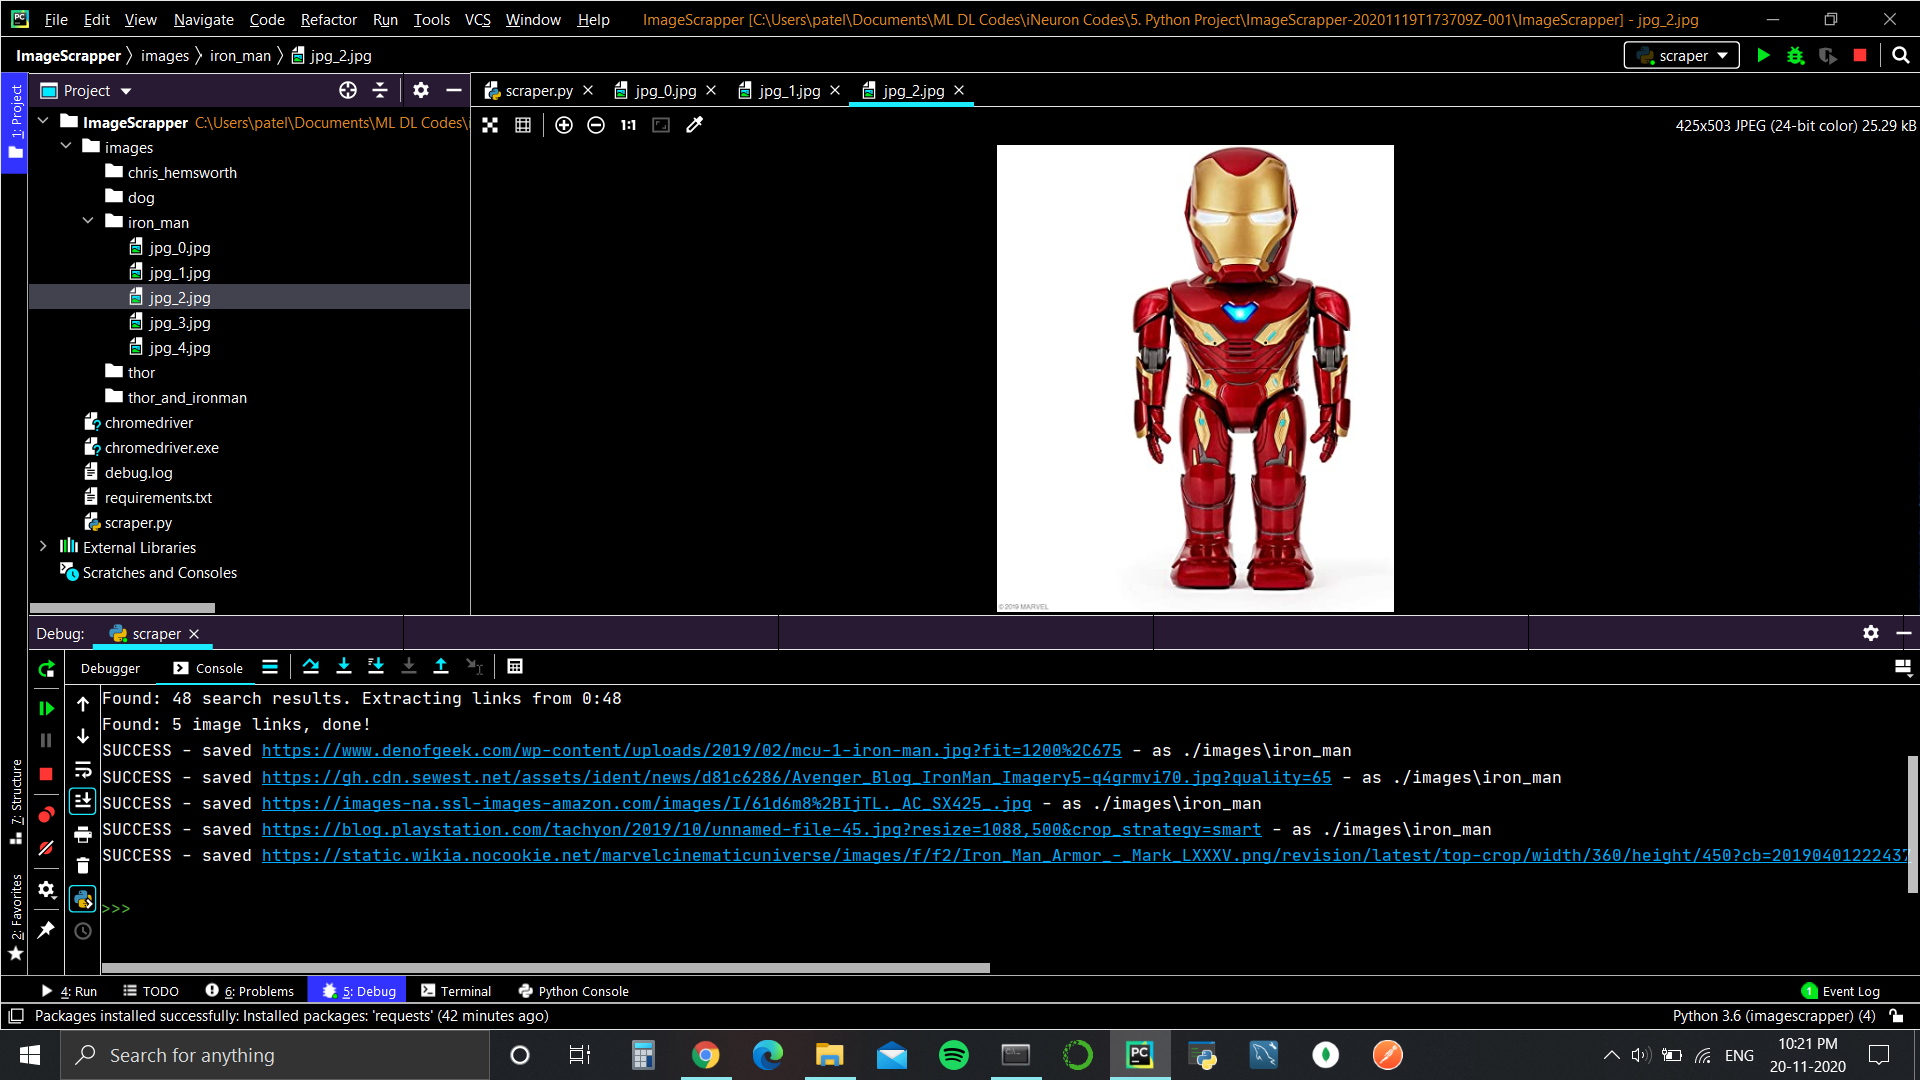 PC File Edit View Navigate Code Refactor Run Tools VCS Window Help ImageScrapper [C:\Users\patel\Documents\ML DL Codes\iNeuron Codes\5. Python Project\ImageScrapper-20201119T173709Z-001\ImageScrapper] - jpg_2.jpg
ImageScrapper images iron_man jpg_2.jpg scraper
1: Project
Project
scraper.py jpg_0.jpg jpg_1.jpg jpg_2.jpg
1:1 425x503 JPEG (24-bit color) 25.29 kB
ImageScrapper C:\Users\patel\Documents\ML DL Codes\i
images
chris_hemsworth
dog
iron_man
jpg_0.jpg
jpg_1.jpg
jpg_2.jpg
jpg_3.jpg
jpg_4.jpg
thor
thor_and_ironman
chromedriver
chromedriver.exe
debug.log
requirements.txt
scraper.py
External Libraries
Scratches and Consoles
© 2019 MARVEL
Debug: scraper
Debugger Console
Found: 48 search results. Extracting links from 0:48
Found: 5 image links, done!
SUCCESS - saved https://www.denofgeek.com/wp-content/uploads/2019/02/mcu-1-iron-man.jpg?fit=1200%2C675 - as ./images\iron_man
SUCCESS - saved https://gh.cdn.sewest.net/assets/ident/news/d81c6286/Avenger_Blog_IronMan_Imagery5-q4grmvi70.jpg?quality=65 - as ./images\iron_man
SUCCESS - saved https://images-na.ssl-images-amazon.com/images/I/61d6m8%2BIjTL._AC_SX425_.jpg - as ./images\iron_man
SUCCESS - saved https://blog.playstation.com/tachyon/2019/10/unnamed-file-45.jpg?resize=1088,500&crop_strategy=smart - as ./images\iron_man
SUCCESS - saved https://static.wikia.nocookie.net/marvelcinematicuniverse/images/f/f2/Iron_Man_Armor_-_Mark_LXXXV.png/revision/latest/top-crop/width/360/height/450?cb=20190401222437
>>>
7: Structure
2: Favorites
4: Run TODO 6: Problems 5: Debug Terminal Python Console 1 Event Log
Packages installed successfully: Installed packages: 'requests' (42 minutes ago) Python 3.6 (imagescrapper) (4)
Search for anything
PC
ENG
10:21 PM
20-11-2020